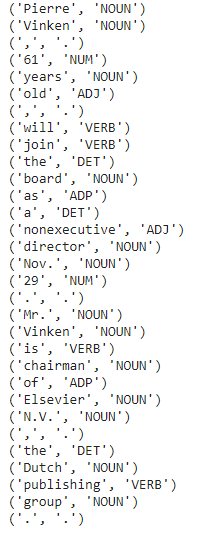 ('Pierre', 'NOUN')
('Vinken', 'NOUN')
(',', '.')
('61', 'NUM')
('years', 'NOUN')
('old', 'ADJ')
(',', '.')
('will', 'VERB')
('join', 'VERB')
('the', 'DET')
('board', 'NOUN')
('as', 'ADP')
('a', 'DET')
('nonexecutive', 'ADJ')
('director', 'NOUN')
('Nov.', 'NOUN')
('29', 'NUM')
('.', '.')
('Mr.', 'NOUN')
('Vinken', 'NOUN')
('is', 'VERB')
('chairman', 'NOUN')
('of', 'ADP')
('Elsevier', 'NOUN')
('N.V.', 'NOUN')
(',', '.')
('the', 'DET')
('Dutch', 'NOUN')
('publishing', 'VERB')
('group', 'NOUN')
('.', '.')